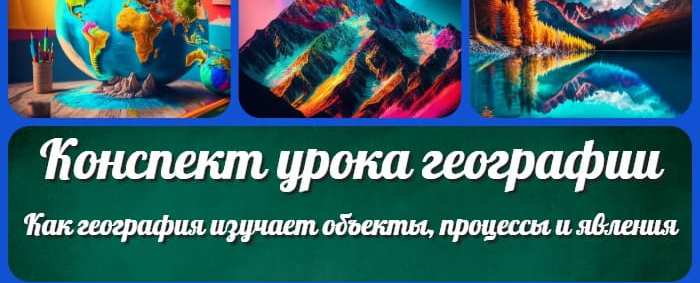 Конспект урока географии
Как география изучает объекты, процессы и явления